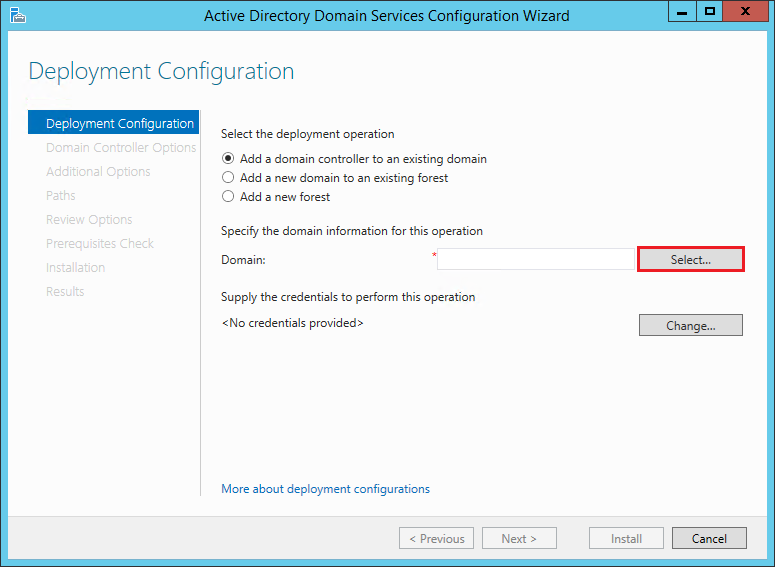 Active Directory Domain Services Configuration Wizard
Deployment Configuration
Deployment Configuration
Domain Controller Options
Additional Options
Paths
Review Options
Prerequisites Check
Installation
Results
Select the deployment operation
Add a domain controller to an existing domain
Add a new domain to an existing forest
Add a new forest
Specify the domain information for this operation
Domain: * Select...
Supply the credentials to perform this operation
<No credentials provided> Change...
More about deployment configurations
< Previous Next > Install Cancel